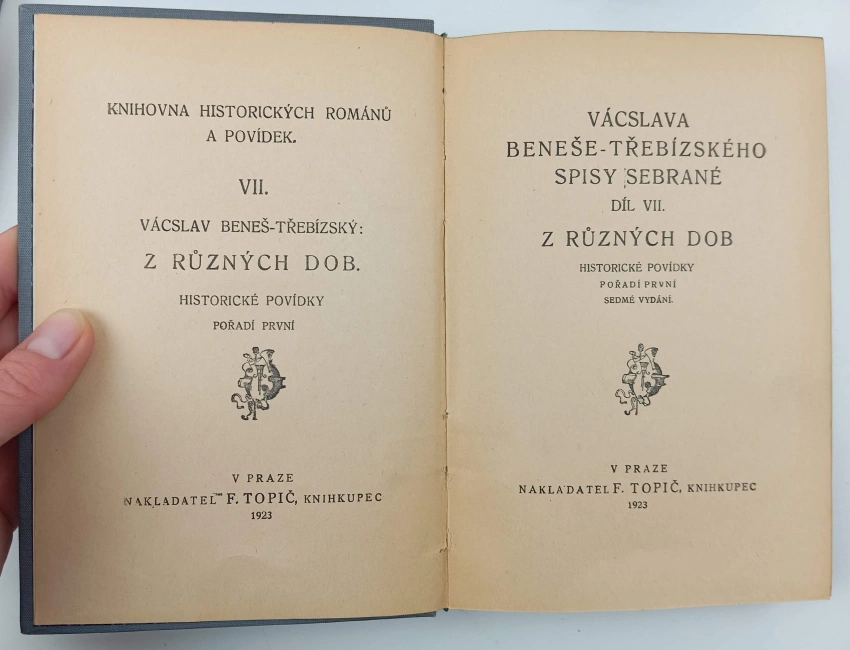 KNIHOVNA HISTORICKÝCH ROMÁNŮ
A POVÍDEK.
VII.
VÁCSLAV BENEŠ-TŘEBÍZSKÝ:
Z RŮZNÝCH DOB.
HISTORICKÉ POVÍDKY
POŘADÍ PRVNÍ
V PRAZE
NAKLADATEL F. TOPIČ, KNIHKUPEC
1923
VÁCSLAVA
BENEŠE-TŘEBÍZSKÉHO
SPISY SEBRANÉ
DÍL VII.
Z RŮZNÝCH DOB
HISTORICKÉ POVÍDKY
POŘADÍ PRVNÍ
SEDMÉ VYDÁNÍ.
V PRAZE
NAKLADATEL F. TOPIČ, KNIHKUPEC
1923